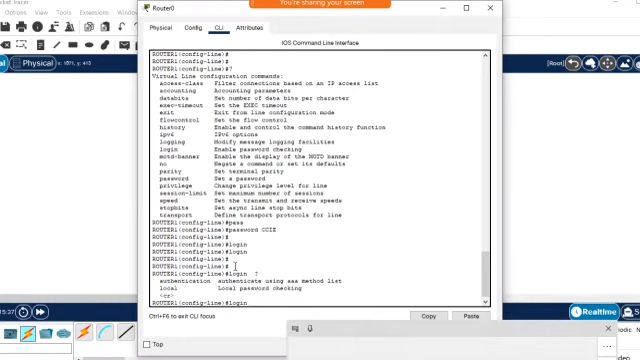 You're sharing your screen
Router0
Options View Tools Extensions
Physical Config CLI Attributes
IOS Command Line Interface
Physical
[Root]
ROUTER1(config-line)#
ROUTER1(config-line)#
ROUTER1(config-line)#?
Virtual Line configuration commands:
access-class Filter connections based on an IP access list
accounting Accounting parameters
databits Set number of data bits per character
exec-timeout Set the EXEC timeout
exit Exit from line configuration mode
flowcontrol Set the flow control
history Enable and control the command history function
ipv6 IPv6 options
logging Modify message logging facilities
login Enable password checking
motd-banner Enable the display of the MOTD banner
no Negate a command or set its defaults
parity Set terminal parity
password Set a password
privilege Change privilege level for line
session-limit Set maximum number of sessions
speed Set the transmit and receive speeds
stopbits Set async line stop bits
transport Define transport protocols for line
ROUTER1(config-line)#pass
ROUTER1(config-line)#password CCIE
ROUTER1(config-line)#
ROUTER1(config-line)#login
ROUTER1(config-line)#login
ROUTER1(config-line)#
ROUTER1(config-line)#
ROUTER1(config-line)#login ?
authentication authenticate using aaa method list
local Local password checking
<cr>
ROUTER1(config-line)#login
15:37
Realtime
Ctrl+F6 to exit CLI focus
Copy Paste
Top